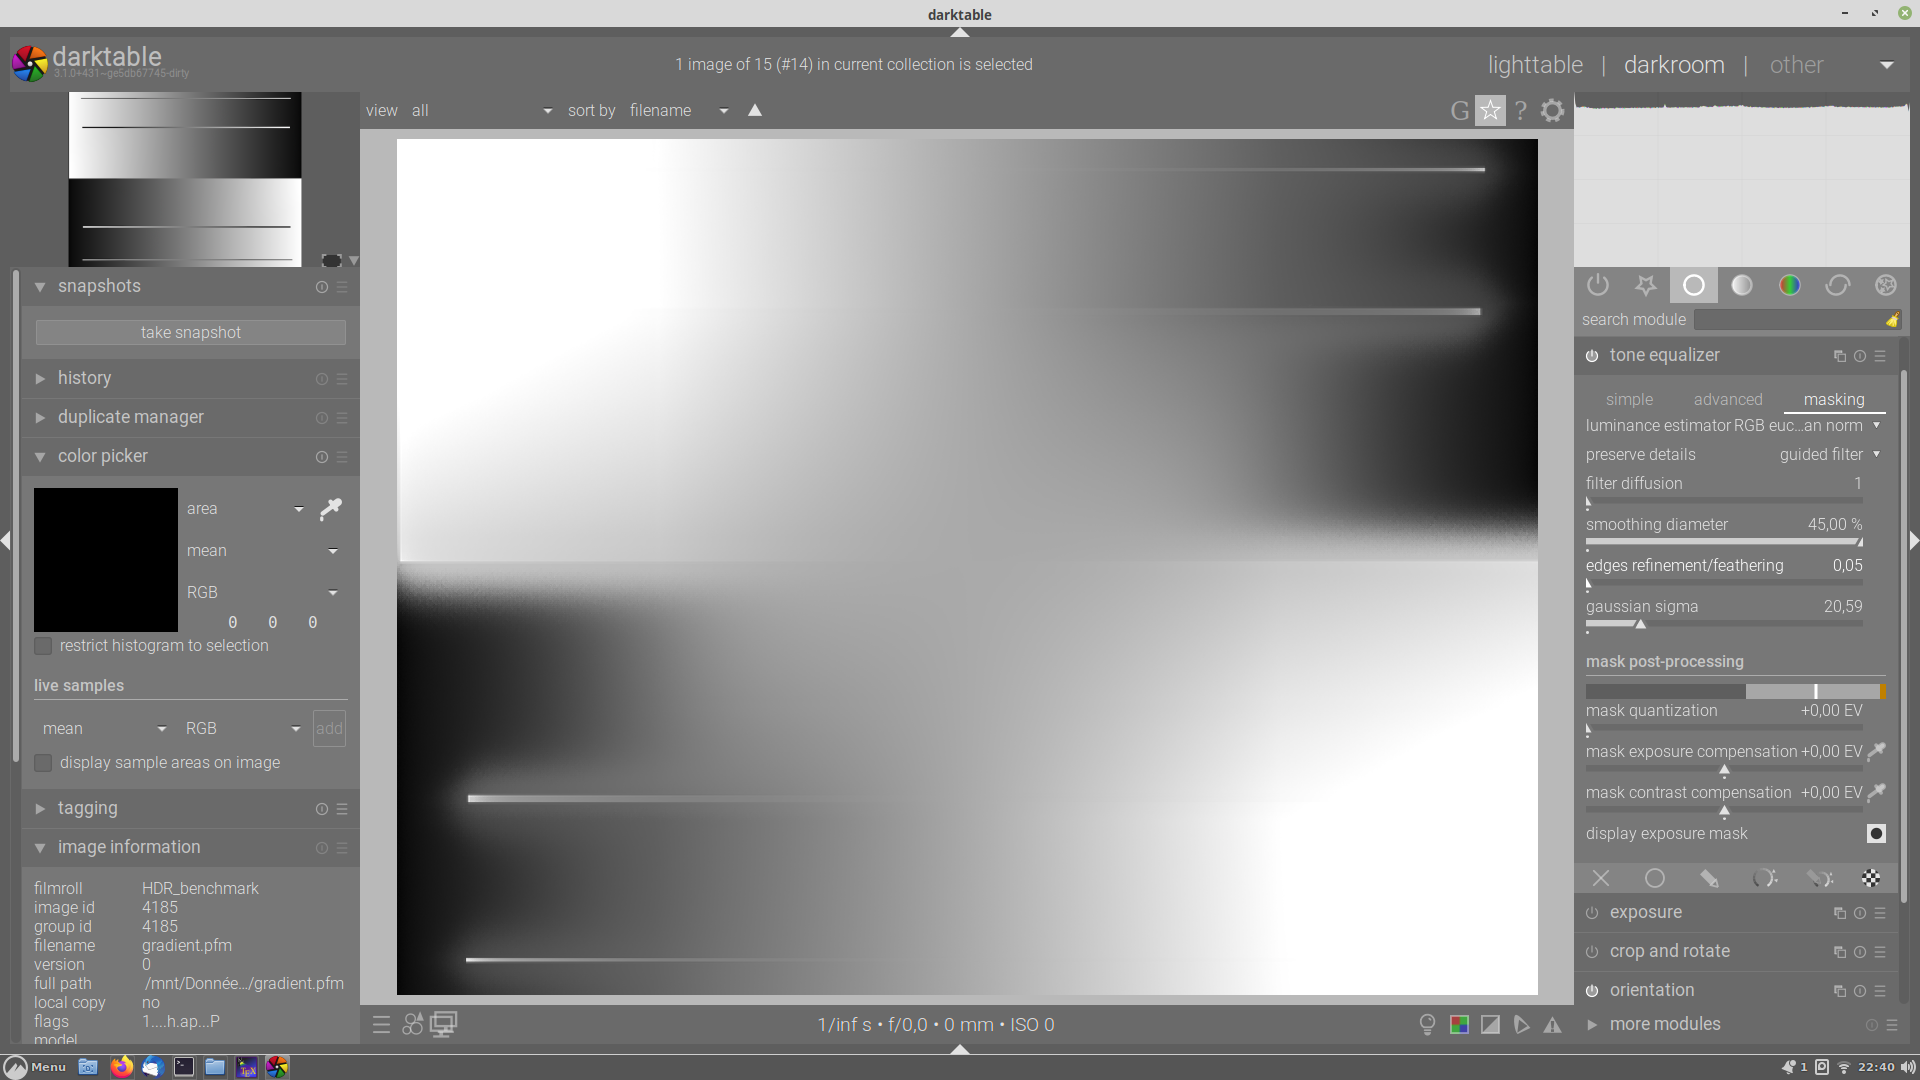 darktable
darktable
3.1.0+431~ge5db67745-dirty
1 image of 15 (#14) in current collection is selected
lighttable | darkroom | other
view all sort by filename
G ?
snapshots
take snapshot
history
duplicate manager
color picker
area
mean
RGB
0 0 0
restrict histogram to selection
live samples
mean RGB add
display sample areas on image
tagging
image information
filmroll HDR_benchmark
image id 4185
group id 4185
filename gradient.pfm
version 0
full path /mnt/Donnée.../gradient.pfm
local copy no
flags 1....h.ap...P
model
1/inf s • f/0,0 • 0 mm • ISO 0
search module
tone equalizer
simple advanced masking
luminance estimator RGB euc...an norm
preserve details guided filter
filter diffusion 1
smoothing diameter 45,00 %
edges refinement/feathering 0,05
gaussian sigma 20,59
mask post-processing
mask quantization +0,00 EV
mask exposure compensation +0,00 EV
mask contrast compensation +0,00 EV
display exposure mask
exposure
crop and rotate
orientation
more modules
Menu
1 22:40